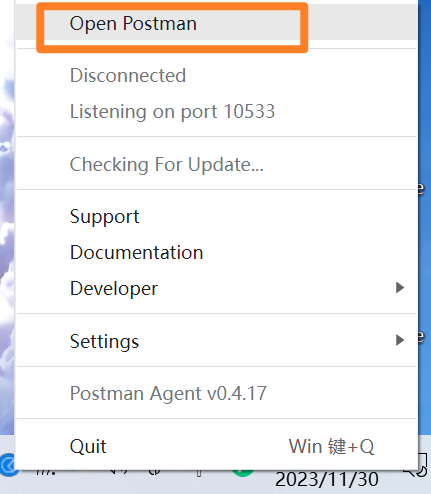 Open Postman
Disconnected
Listening on port 10533
Checking For Update...
Support
Documentation
Developer
Settings
Postman Agent v0.4.17
Quit Win 键+Q
2023/11/30